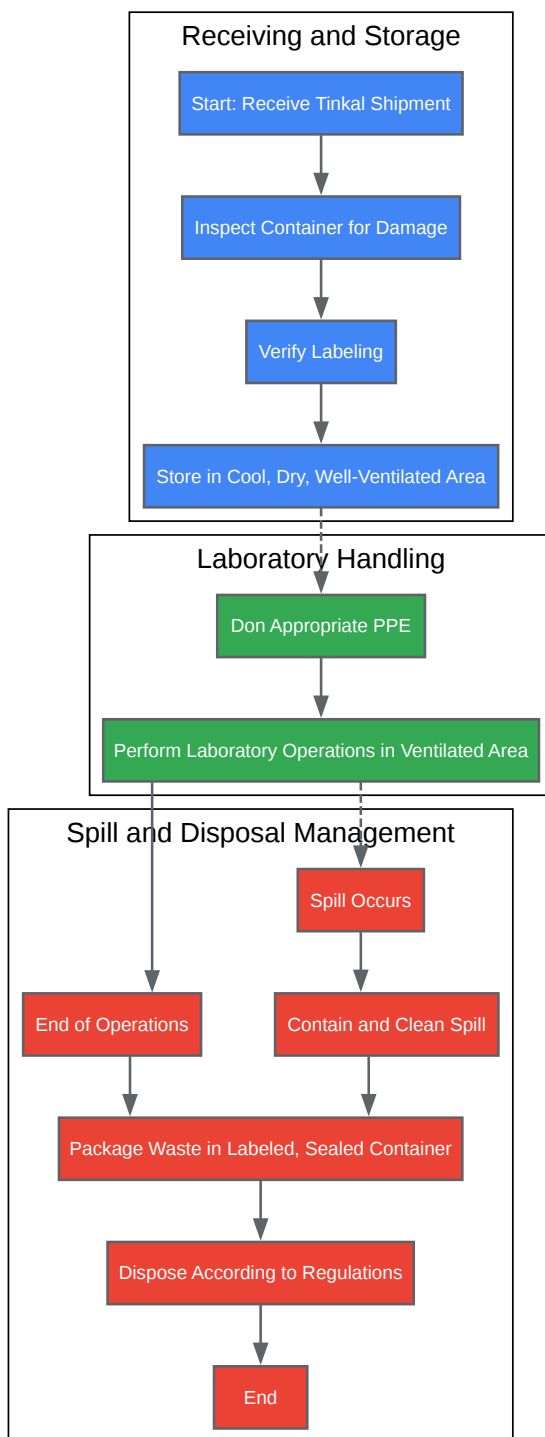 Receiving and Storage
Start: Receive Tinkal Shipment
Inspect Container for Damage
Verify Labeling
Store in Cool, Dry, Well-Ventilated Area
Laboratory Handling
Don Appropriate PPE
Perform Laboratory Operations in Ventilated Area
Spill and Disposal Management
Spill Occurs
End of Operations
Contain and Clean Spill
Package Waste in Labeled, Sealed Container
Dispose According to Regulations
End